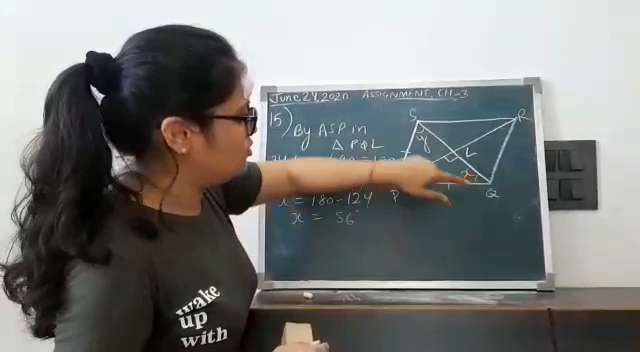 June 24, 2020 ASSIGNMENT, CH-3
15)
By ASP in
△ PQL
x = 180-124
x = 56°
S
R
y
L
x
P
Q
wake
up
with